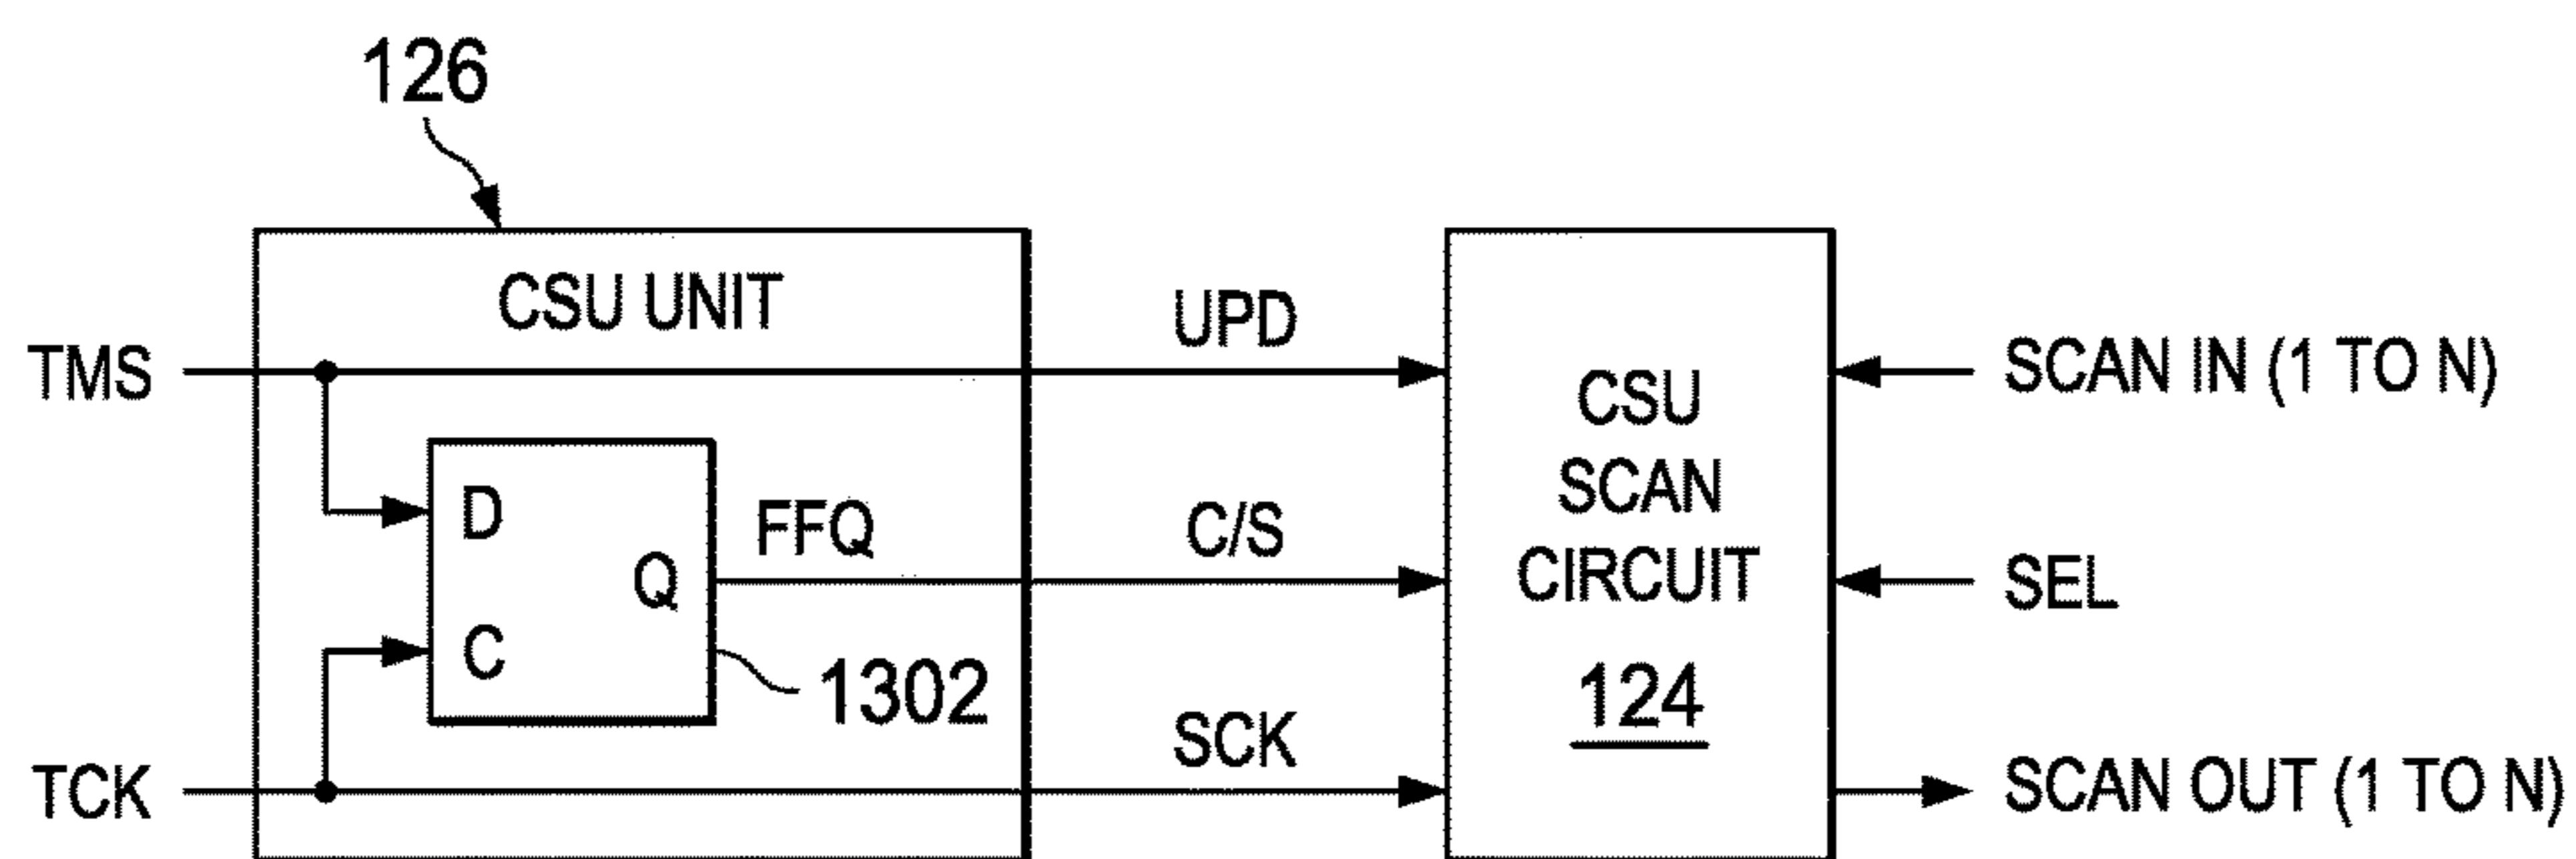 126
CSU UNIT
TMS
TCK
D
C
Q
FFQ
1302
UPD
C/S
SCK
CSU
SCAN
CIRCUIT
124
SCAN IN (1 TO N)
SEL
SCAN OUT (1 TO N)